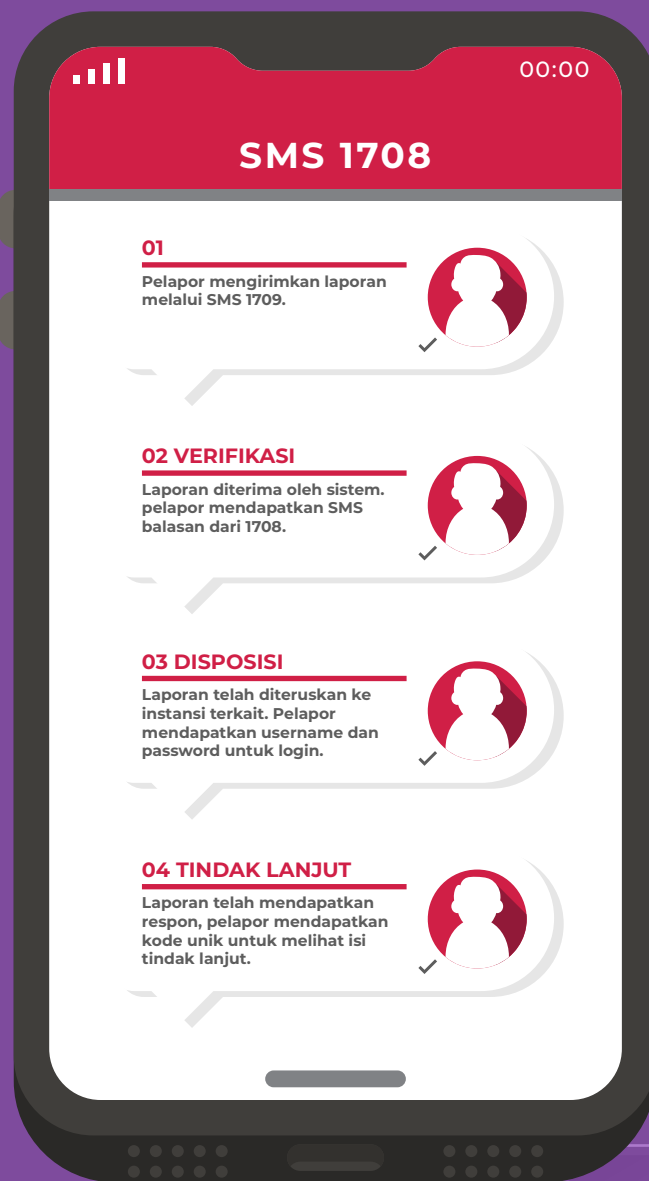 00:00
SMS 1708
01
Pelapor mengirimkan laporan
melalui SMS 1709.
02 VERIFIKASI
Laporan diterima oleh sistem.
pelapor mendapatkan SMS
balasan dari 1708.
03 DISPOSISI
Laporan telah diteruskan ke
instansi terkait. Pelapor
mendapatkan username dan
password untuk login.
04 TINDAK LANJUT
Laporan telah mendapatkan
respon, pelapor mendapatkan
kode unik untuk melihat isi
tindak lanjut.